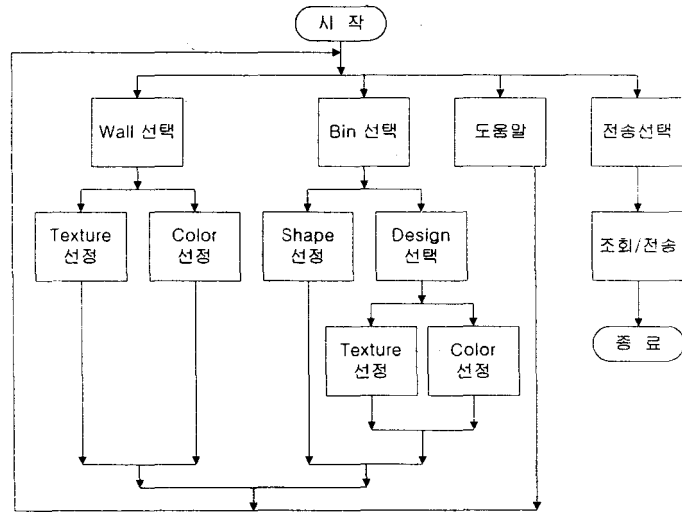 시 작
Wall 선택
Bin 선택
도움말
전송선택
Texture
선정
Color
선정
Shape
선정
Design
선택
조회/전송
Texture
선정
Color
선정
종 료